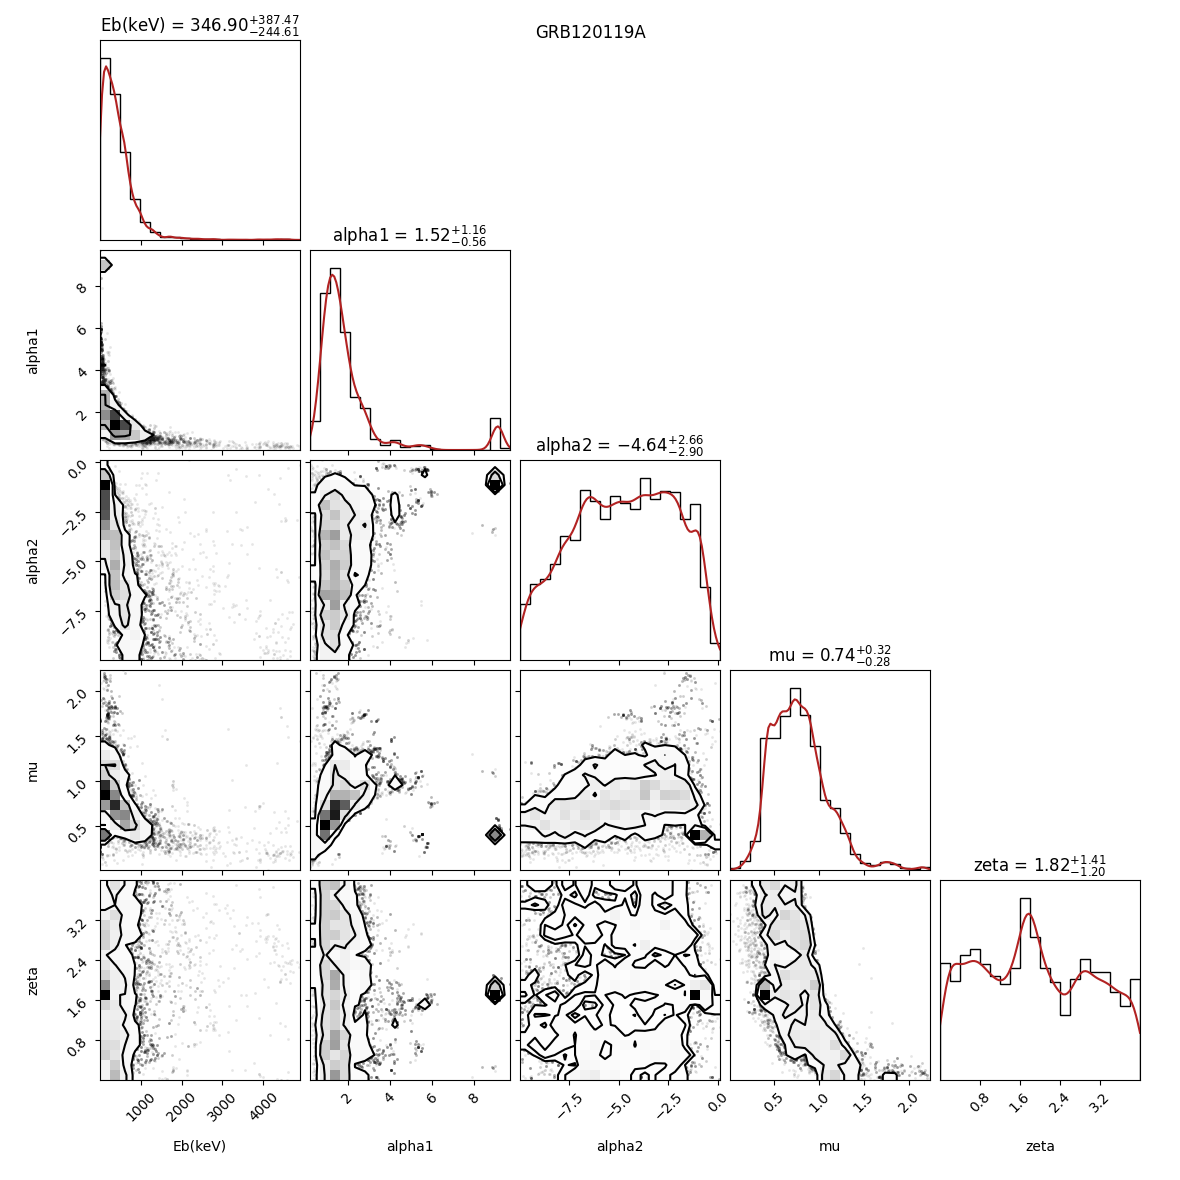 Eb(keV) = 346.90+387.47−244.61
GRB120119A
alpha1 = 1.52+1.16−0.56
alpha1
8
6
4
2
alpha2 = −4.64+2.66−2.90
alpha2
0.0
−2.5
−5.0
−7.5
mu = 0.74+0.32−0.28
mu
2.0
1.5
1.0
0.5
zeta = 1.82+1.41−1.20
zeta
3.2
2.4
1.6
0.8
1000 2000 3000 4000
2 4 6 8
−7.5 −5.0 −2.5 0.0
0.5 1.0 1.5 2.0
0.8 1.6 2.4 3.2
Eb(keV) alpha1 alpha2 mu zeta